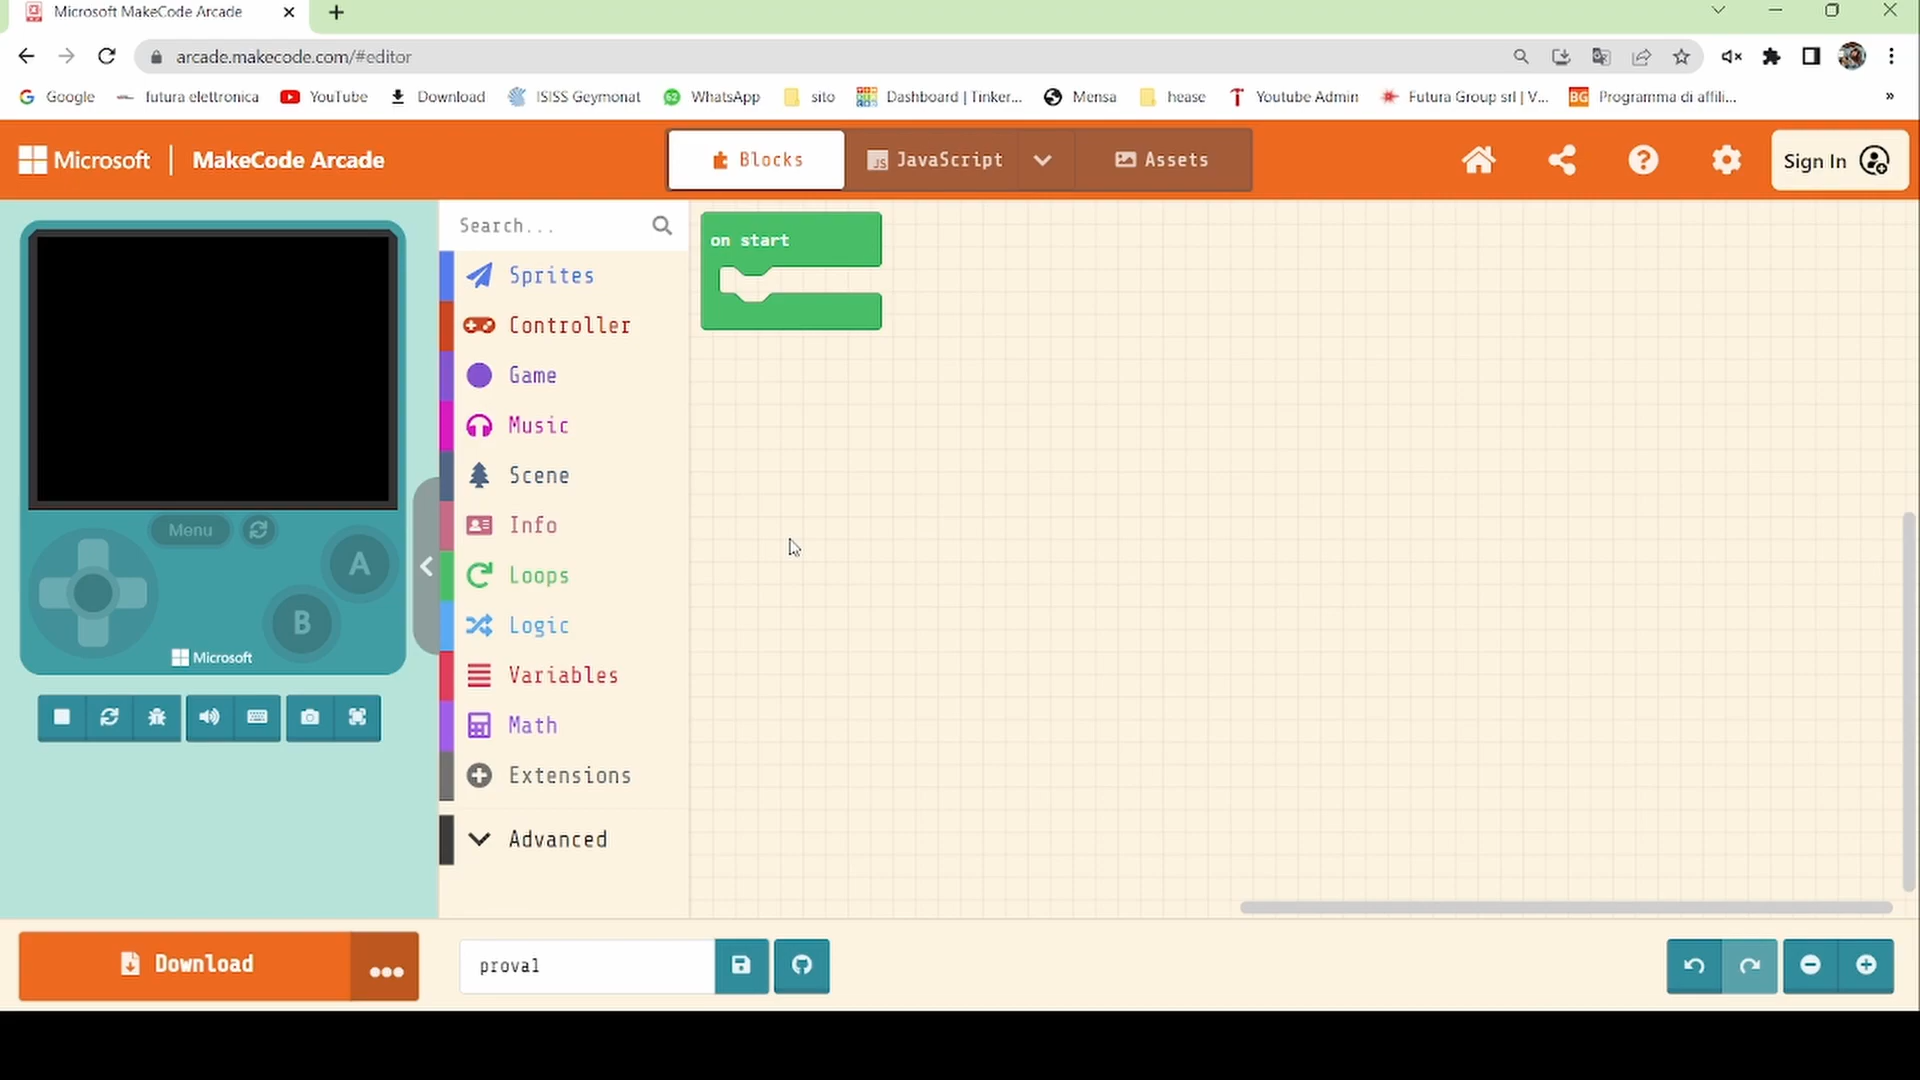 Microsoft MakeCode Arcade
arcade.makecode.com/#editor
Google
futura elettronica
YouTube
Download
ISISS Geymonat
WhatsApp
sito
Dashboard | Tinker...
Mensa
hease
Youtube Admin
Futura Group srl | V...
BG Programma di affili...
»
Microsoft | MakeCode Arcade
Blocks
JS JavaScript
Assets
Sign In
Search...
on start
Sprites
Controller
Game
Music
Scene
Info
Loops
Logic
Variables
Math
Extensions
Advanced
Menu
A
B
Microsoft
Download
prova1